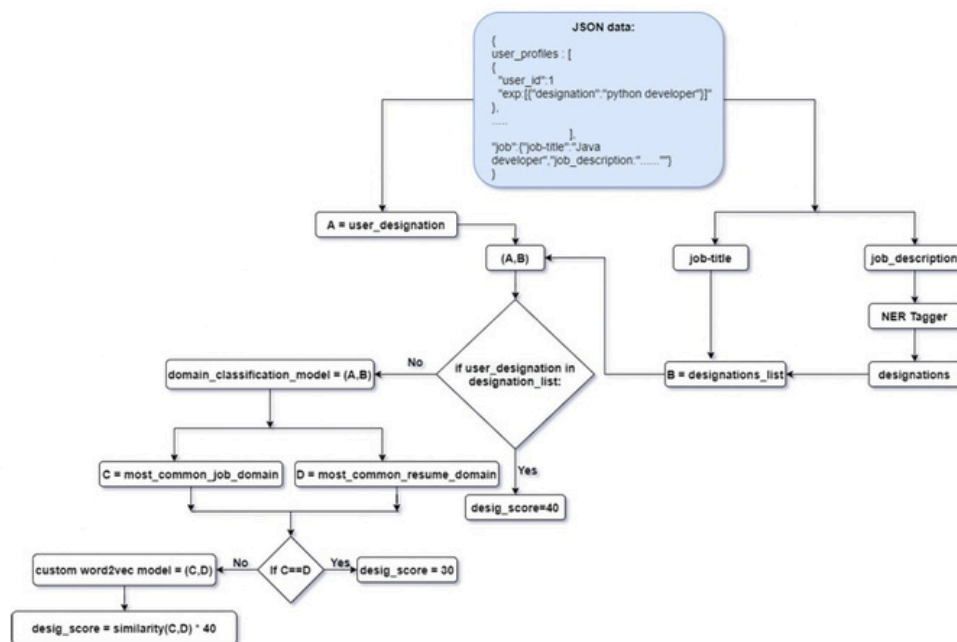 JSON data:
{
user_profiles : [
{
"user_id":1
"exp:[{"designation":"python developer"}]"
},
.....
],
"job":{"job-title":"Java
developer","job_description:"......""}
}
A = user_designation
(A,B)
job-title
job_description
NER Tagger
if user_designation in
designation_list:
No
domain_classification_model = (A,B)
B = designations_list
designations
Yes
C = most_common_job_domain
D = most_common_resume_domain
desig_score=40
If C==D
No
Yes
custom word2vec model = (C,D)
desig_score = 30
desig_score = similarity(C,D) * 40